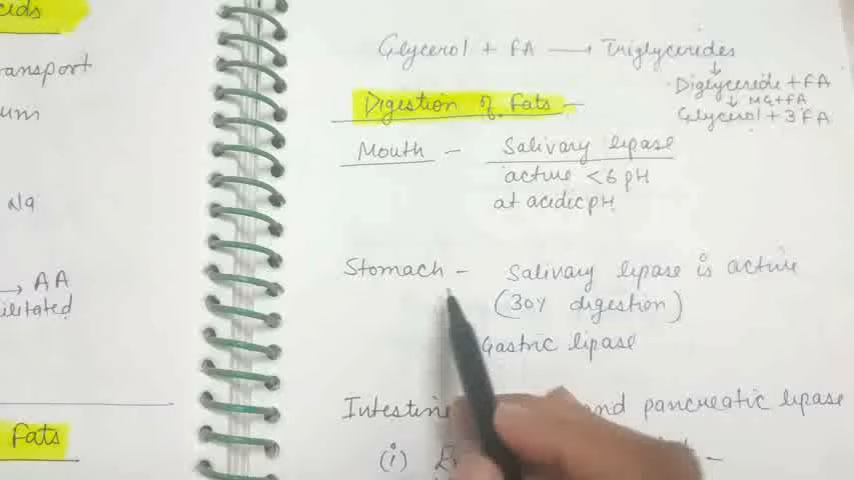 cids
ransport
um
Na
→ AA
ilitated
Fats
Glycerol + FA → Triglycerides
↓
Diglyceride + FA
↓ MG + FA
Glycerol + 3 FA
Digestion of Fats -
Mouth - Salivary lipase
active < 6 pH
at acidic pH
Stomach - Salivary lipase is active
(30% digestion)
Gastric lipase
Intestine and pancreatic lipase
(i)